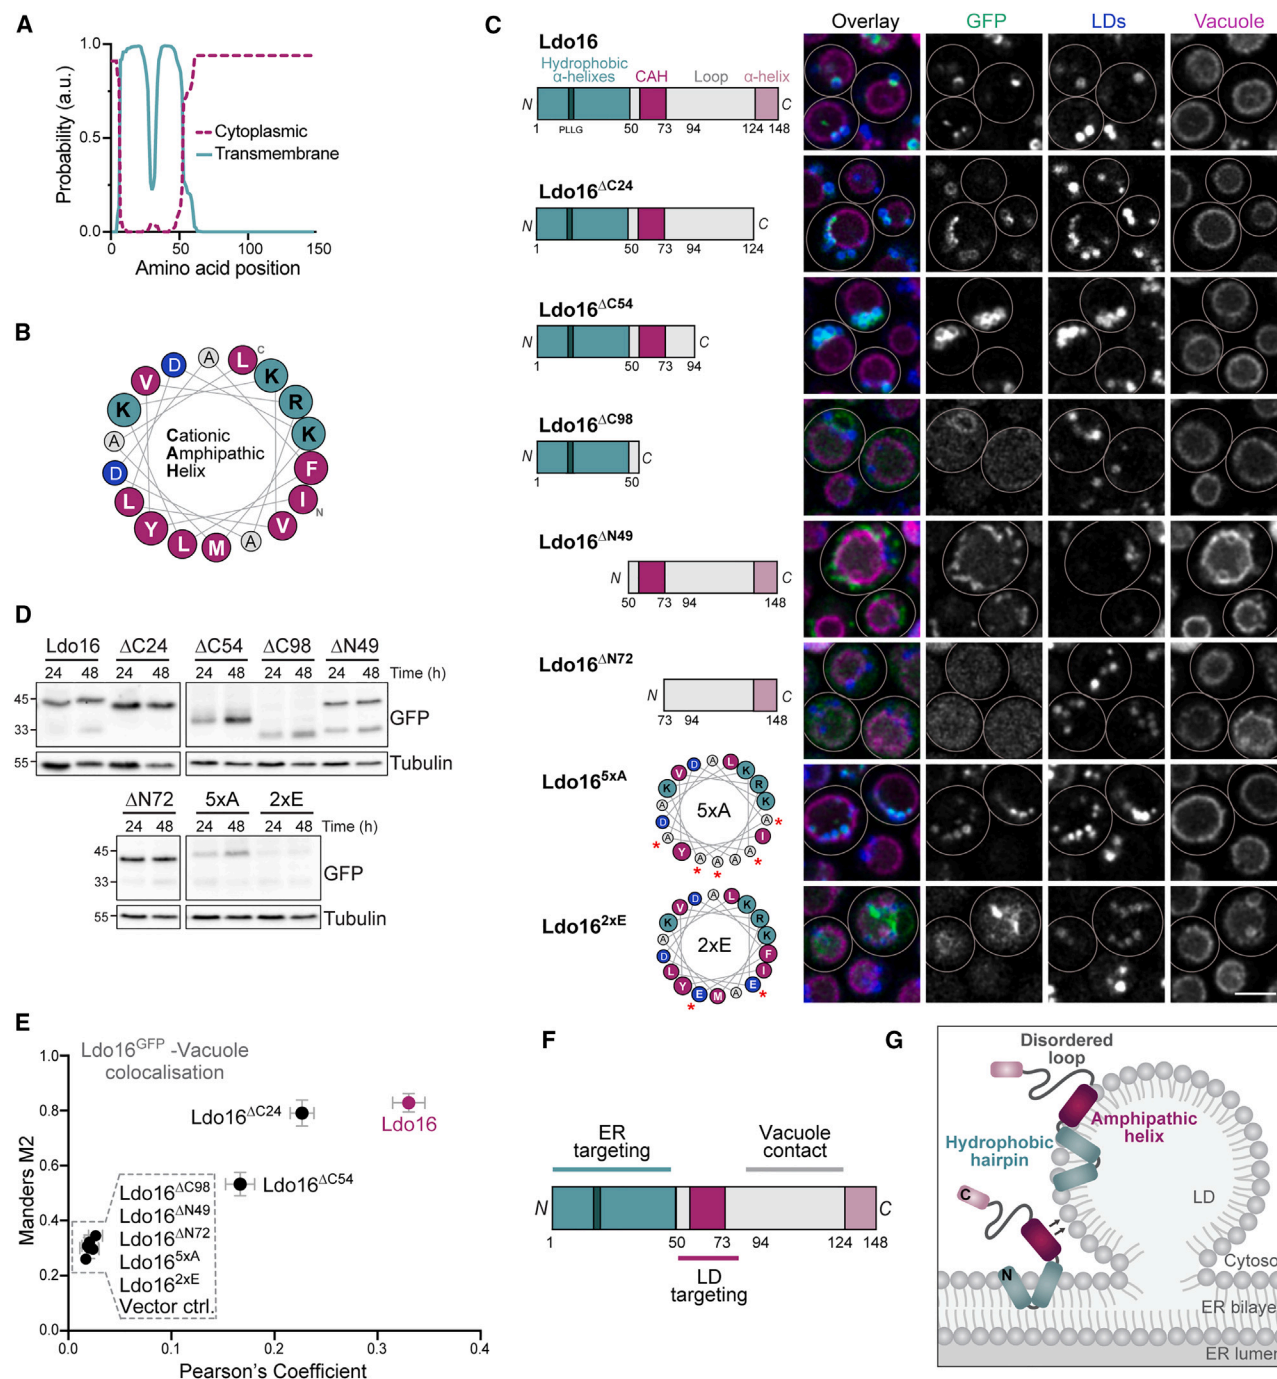 A
1.0
0.5
0.0
Probability (a.u.)
Cytoplasmic
Transmembrane
0
50
100
150
Amino acid position
B
A
L
C
K
R
K
F
I
N
V
A
M
L
Y
L
D
A
K
V
D
Cationic
Amphipathic
Helix
C
Overlay
GFP
LDs
Vacuole
Ldo16
Hydrophobic
α-helixes
CAH
Loop
α-helix
N
C
1
PLLG
50
73
94
124
148
Ldo16ΔC24
N
C
1
50
73
94
124
Ldo16ΔC54
N
C
1
50
73
94
Ldo16ΔC98
N
C
1
50
Ldo16ΔN49
N
C
50
73
94
148
Ldo16ΔN72
N
C
73
94
148
Ldo165xA
A
L
K
R
K
A
*
I
A
*
A
A
*
A
*
Y
A
*
D
A
K
V
D
5xA
Ldo162xE
A
L
K
R
K
F
I
E
*
A
M
E
*
Y
L
D
A
K
V
D
2xE
D
Ldo16
ΔC24
ΔC54
ΔC98
ΔN49
24
48
24
48
24
48
24
48
24
48
Time (h)
45
33
GFP
55
Tubulin
ΔN72
5xA
2xE
24
48
24
48
24
48
Time (h)
45
33
GFP
55
Tubulin
E
Ldo16GFP -Vacuole
colocalisation
1.0
0.8
0.6
0.4
0.2
0.0
Manders M2
Ldo16ΔC24
Ldo16
Ldo16ΔC54
Ldo16ΔC98
Ldo16ΔN49
Ldo16ΔN72
Ldo165xA
Ldo162xE
Vector ctrl.
0.0
0.1
0.2
0.3
0.4
Pearson's Coefficient
F
ER
targeting
Vacuole
contact
N
C
1
50
73
94
124
148
LD
targeting
G
Disordered
loop
Amphipathic
helix
Hydrophobic
hairpin
LD
C
N
Cytoso
ER bilaye
ER lumen